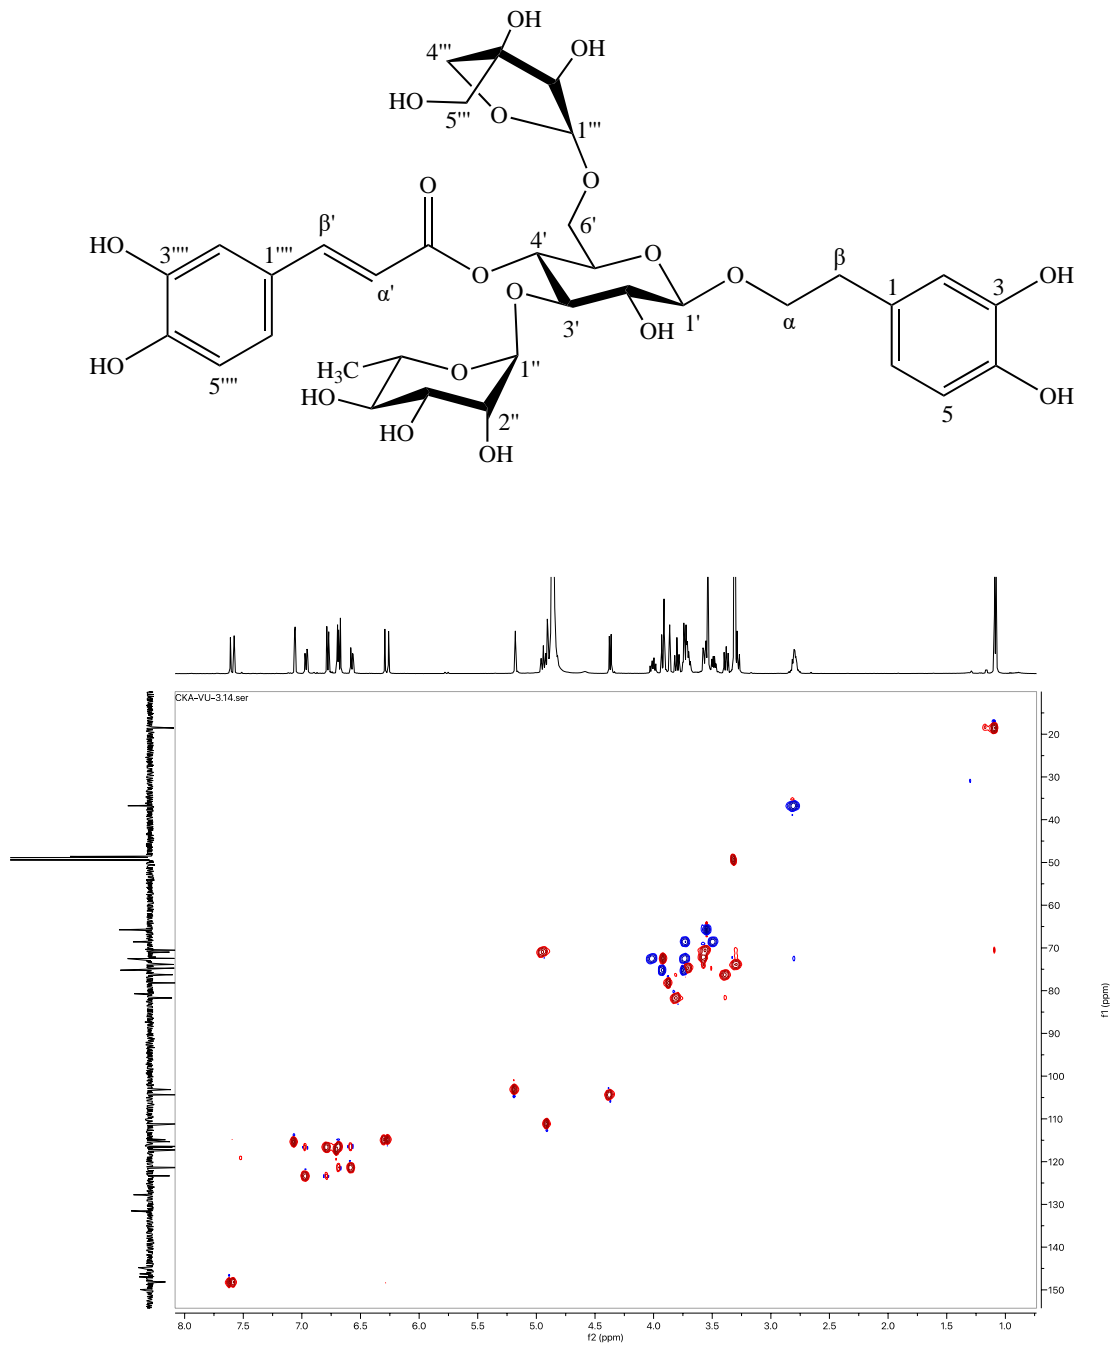 OH
4'''
OH
HO
5'''
O
1'''
O
O
β'
6'
HO
3''''
1''''
4'
O
β
O
O
1
3
OH
α'
O
3'
OH
1'
α
HO
5''''
H₃C
O
1''
5
OH
HO
2''
HO
OH
CKA-VU-3.14.ser
20
30
40
50
60
70
80
90
100
110
120
130
140
150
f1 (ppm)
8.0 7.5 7.0 6.5 6.0 5.5 5.0 4.5 4.0 3.5 3.0 2.5 2.0 1.5 1.0
f2 (ppm)